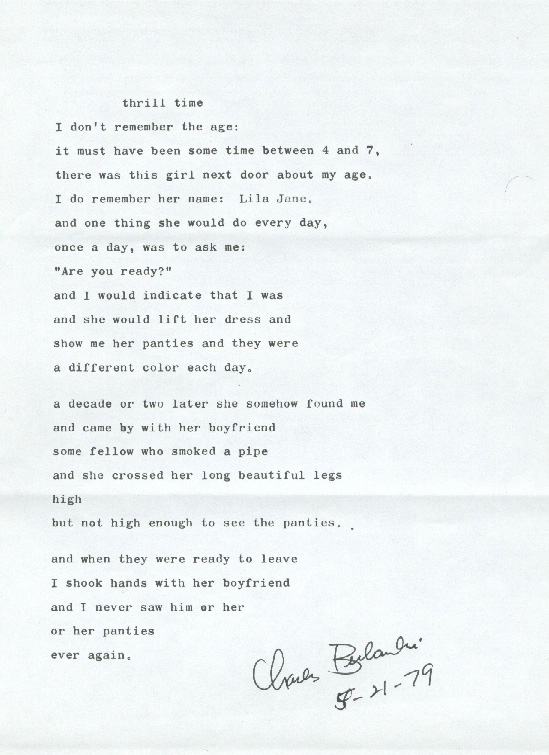 thrill time
I don't remember the age:
it must have been some time between 4 and 7,
there was this girl next door about my age.
I do remember her name: Lila Jane.
and one thing she would do every day,
once a day, was to ask me:
"Are you ready?"
and I would indicate that I was
and she would lift her dress and
show me her panties and they were
a different color each day.
a decade or two later she somehow found me
and came by with her boyfriend
some fellow who smoked a pipe
and she crossed her long beautiful legs
high
but not high enough to see the panties.
and when they were ready to leave
I shook hands with her boyfriend
and I never saw him or her
or her panties
ever again.
Charles Bukowski